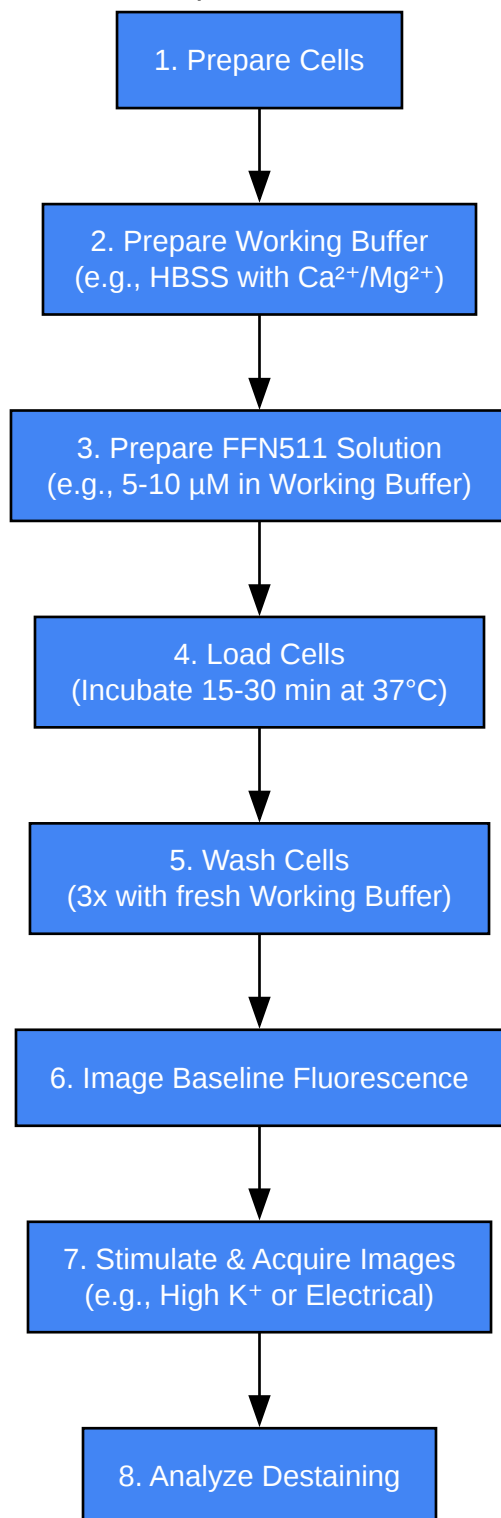 1. Prepare Cells
2. Prepare Working Buffer
(e.g., HBSS with Ca²⁺/Mg²⁺)
3. Prepare FFN511 Solution
(e.g., 5-10 µM in Working Buffer)
4. Load Cells
(Incubate 15-30 min at 37°C)
5. Wash Cells
(3x with fresh Working Buffer)
6. Image Baseline Fluorescence
7. Stimulate & Acquire Images
(e.g., High K⁺ or Electrical)
8. Analyze Destaining